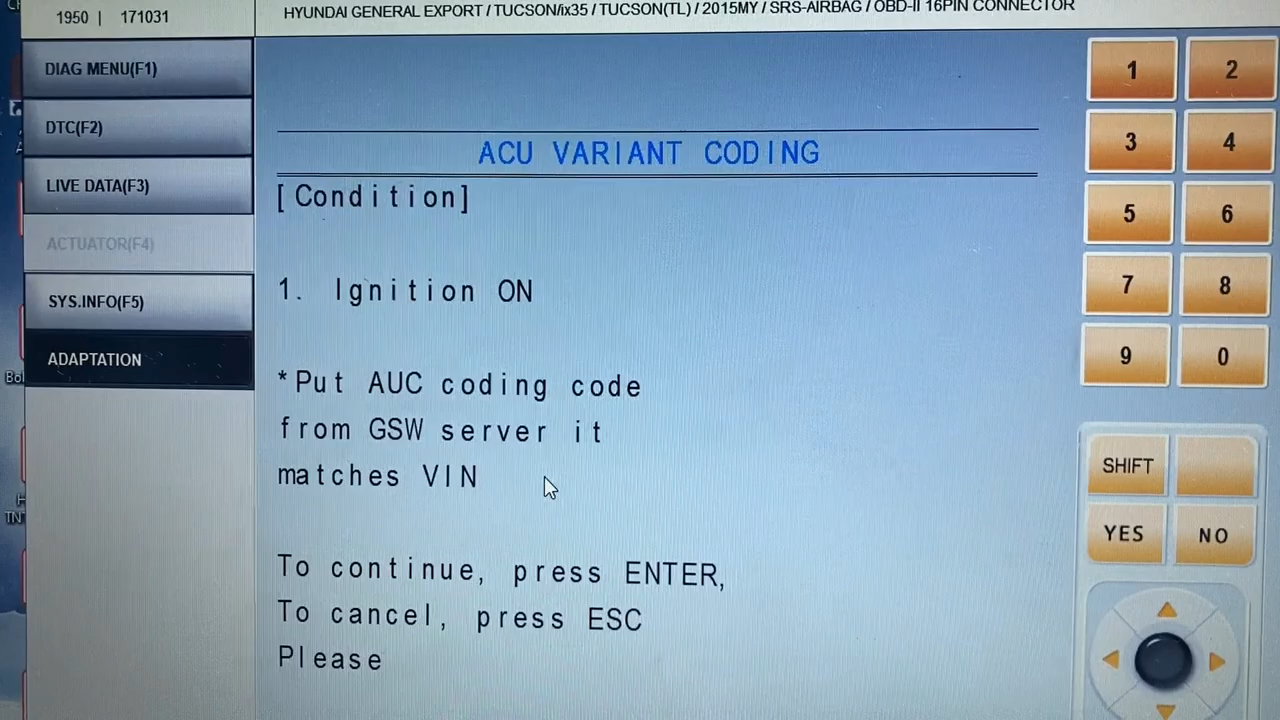 1950 | 171031
HYUNDAI GENERAL EXPORT / TUCSON/ix35 / TUCSON(TL) / 2015MY / SRS-AIRBAG / OBD-II 16PIN CONNECTOR
DIAG MENU(F1)
DTC(F2)
LIVE DATA(F3)
ACTUATOR(F4)
SYS.INFO(F5)
ADAPTATION
ACU VARIANT CODING
[Condition]
1. Ignition ON
*Put AUC coding code
from GSW server it
matches VIN
To continue, press ENTER,
To cancel, press ESC
Please
1 2
3 4
5 6
7 8
9 0
SHIFT
YES NO